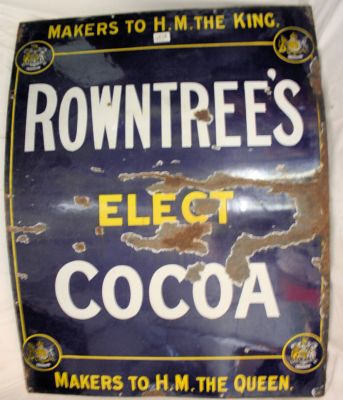 MAKERS TO H.M. THE KING.
ROWNTREE'S
ELECT
COCOA
MAKERS TO H.M. THE QUEEN.